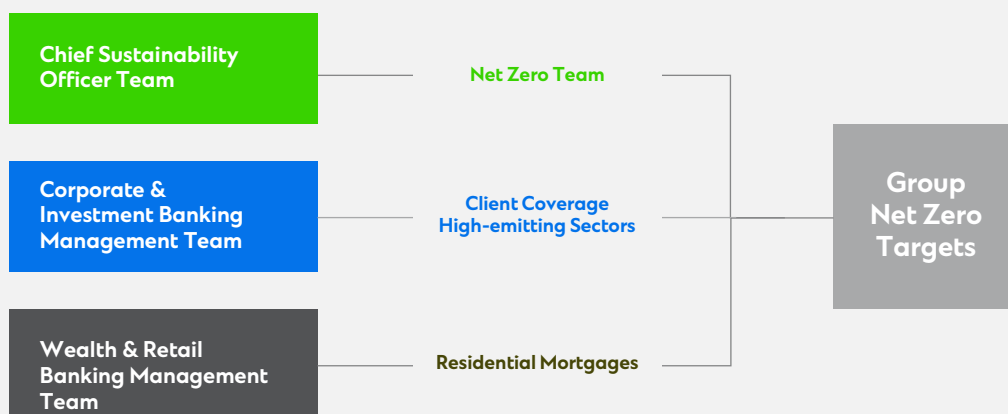 Chief Sustainability
Officer Team
Net Zero Team
Corporate &
Investment Banking
Management Team
Client Coverage
High-emitting Sectors
Group
Net Zero
Targets
Wealth & Retail
Banking Management
Team
Residential Mortgages